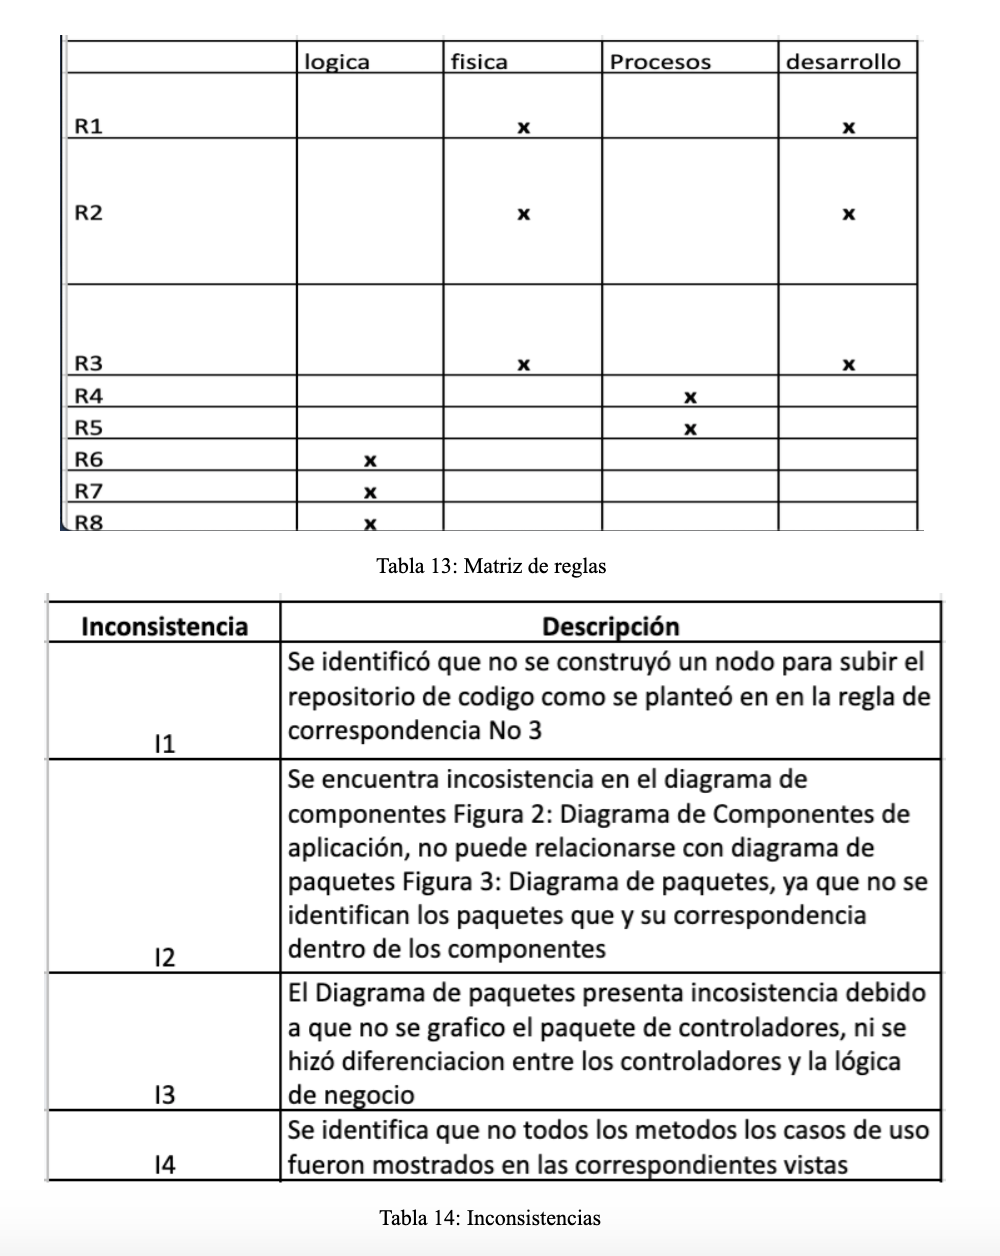 logica fisica Procesos desarrollo
R1 x x
R2 x x
R3 x x
R4 x
R5 x
R6 x
R7 x
R8 x
Tabla 13: Matriz de reglas
Inconsistencia Descripción
Se identificó que no se construyó un nodo para subir el
repositorio de codigo como se planteó en en la regla de
I1 correspondencia No 3
Se encuentra incosistencia en el diagrama de
componentes Figura 2: Diagrama de Componentes de
aplicación, no puede relacionarse con diagrama de
paquetes Figura 3: Diagrama de paquetes, ya que no se
identifican los paquetes que y su correspondencia
I2 dentro de los componentes
El Diagrama de paquetes presenta incosistencia debido
a que no se grafico el paquete de controladores, ni se
hizó diferenciacion entre los controladores y la lógica
I3 de negocio
Se identifica que no todos los metodos los casos de uso
I4 fueron mostrados en las correspondientes vistas
Tabla 14: Inconsistencias